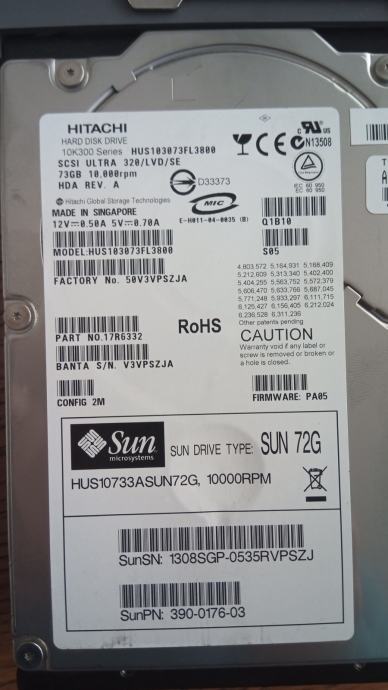 HITACHI
HARD DISK DRIVE
10K300 Series HUS103073FL3800
SCSI ULTRA 320/LVD/SE
73GB 10,000rpm
HDA REV. A
N13508
D33373
IEC 60 950
EC 60 950
Hitachi Global Storage Technologies
MADE IN SINGAPORE
12V⎓0.50A 5V⎓0.70A
MIC
E-H011-04-0035 (B)
Q1B10
S05
MODEL:HUS103073FL3800
FACTORY No. 50V3VPSZJA
4,803,572 5,164,931 5,168,409
5,212,609 5,313,340 5,402,400
5,404,255 5,563,752 5,572,379
5,606,470 5,633,766 5,687,045
5,771,248 5,933,297 6,111,715
6,125,427 6,156,405 6,212,024
6,236,528 6,311,236
Other patents pending
PART NO.17R6332
RoHS
CAUTION
Warranty void if any label or
screw is removed or broken or
a hole is closed.
BANTA S/N. V3VPSZJA
CONFIG 2M
FIRMWARE: PA05
Sun
microsystems
SUN DRIVE TYPE: SUN 72G
HUS10733ASUN72G, 10000RPM
SunSN: 1308SGP-0535RVPSZJ
SunPN: 390-0176-03